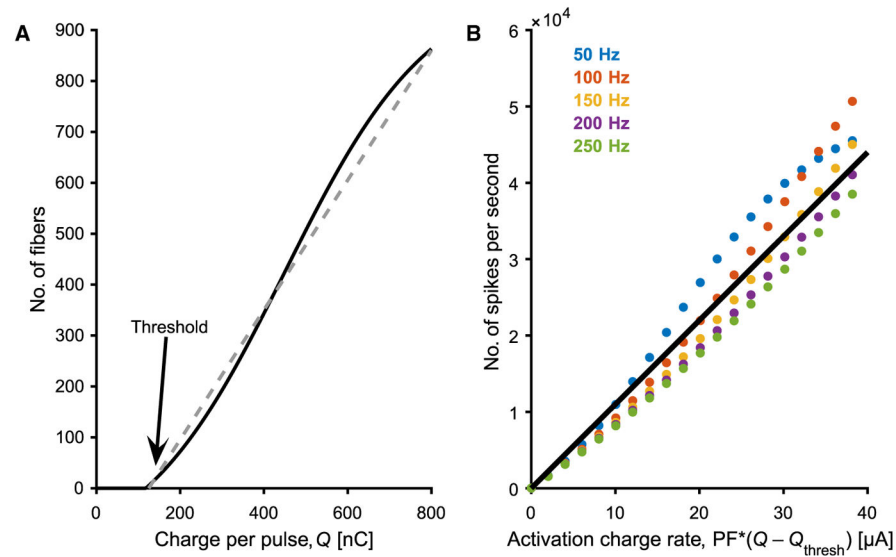 A
900
800
700
600
500
400
300
200
100
0
No. of fibers
Threshold
0
200
400
600
800
Charge per pulse, Q [nC]
B
×10⁴
6
5
4
3
2
1
0
No. of spikes per second
50 Hz
100 Hz
150 Hz
200 Hz
250 Hz
0
10
20
30
40
Activation charge rate, PF*(Q − Qthresh) [µA]